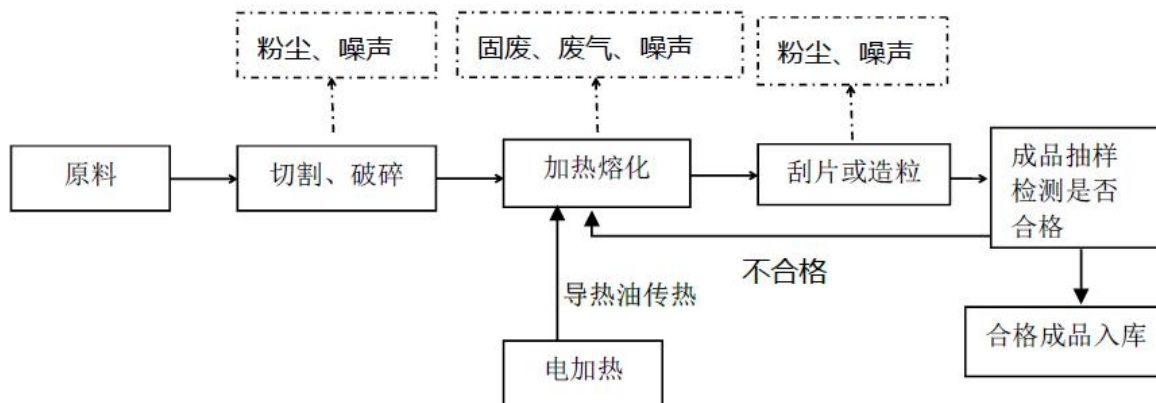 粉尘、噪声
固废、废气、噪声
粉尘、噪声
原料
切割、破碎
加热熔化
刮片或造粒
成品抽样
检测是否
合格
不合格
导热油传热
合格成品入库
电加热